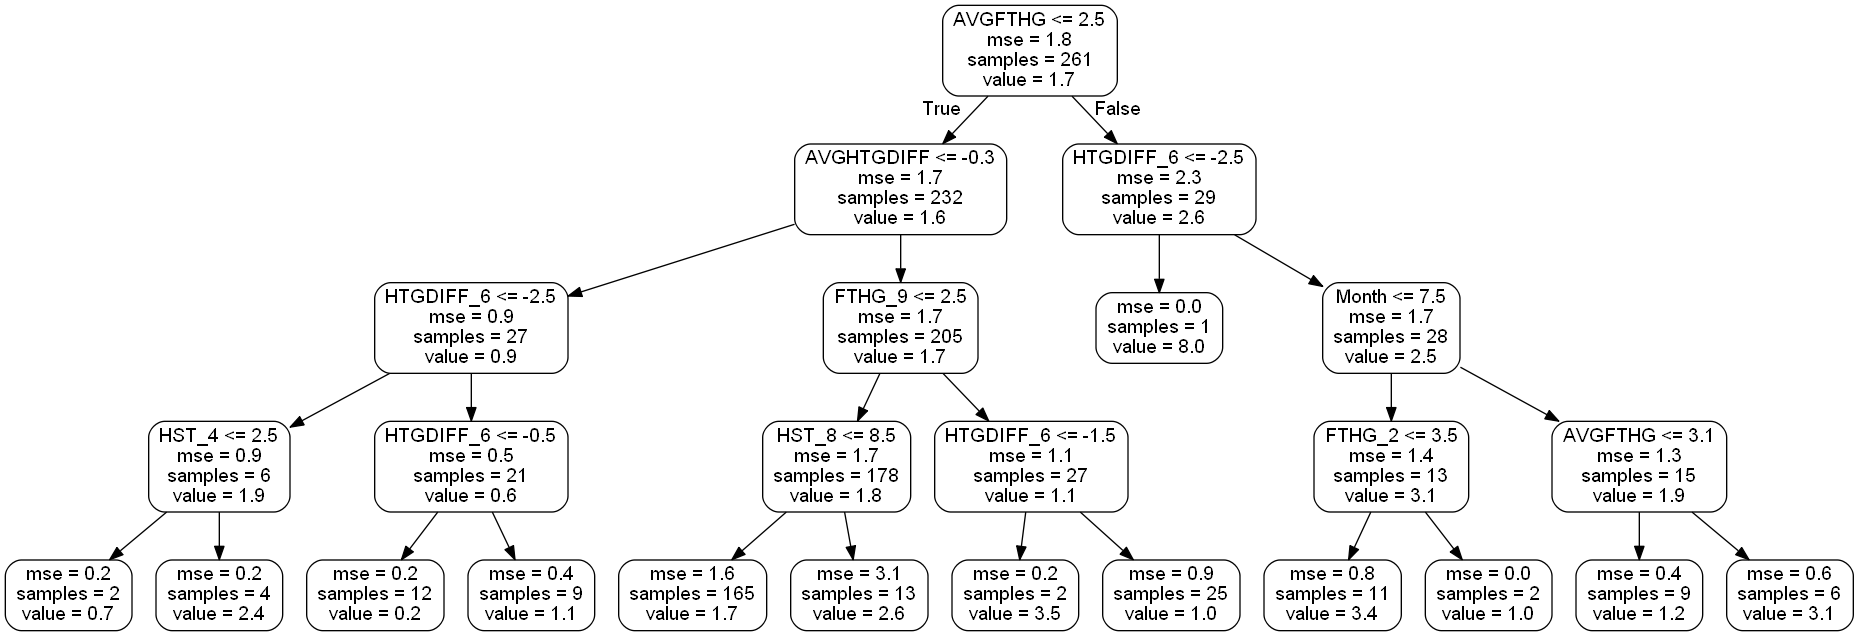 AVGFTHG <= 2.5
mse = 1.8
samples = 261
value = 1.7
True
False
AVGHTGDIFF <= -0.3
mse = 1.7
samples = 232
value = 1.6
HTGDIFF_6 <= -2.5
mse = 2.3
samples = 29
value = 2.6
HTGDIFF_6 <= -2.5
mse = 0.9
samples = 27
value = 0.9
FTHG_9 <= 2.5
mse = 1.7
samples = 205
value = 1.7
mse = 0.0
samples = 1
value = 8.0
Month <= 7.5
mse = 1.7
samples = 28
value = 2.5
HST_4 <= 2.5
mse = 0.9
samples = 6
value = 1.9
HTGDIFF_6 <= -0.5
mse = 0.5
samples = 21
value = 0.6
HST_8 <= 8.5
mse = 1.7
samples = 178
value = 1.8
HTGDIFF_6 <= -1.5
mse = 1.1
samples = 27
value = 1.1
FTHG_2 <= 3.5
mse = 1.4
samples = 13
value = 3.1
AVGFTHG <= 3.1
mse = 1.3
samples = 15
value = 1.9
mse = 0.2
samples = 2
value = 0.7
mse = 0.2
samples = 4
value = 2.4
mse = 0.2
samples = 12
value = 0.2
mse = 0.4
samples = 9
value = 1.1
mse = 1.6
samples = 165
value = 1.7
mse = 3.1
samples = 13
value = 2.6
mse = 0.2
samples = 2
value = 3.5
mse = 0.9
samples = 25
value = 1.0
mse = 0.8
samples = 11
value = 3.4
mse = 0.0
samples = 2
value = 1.0
mse = 0.4
samples = 9
value = 1.2
mse = 0.6
samples = 6
value = 3.1